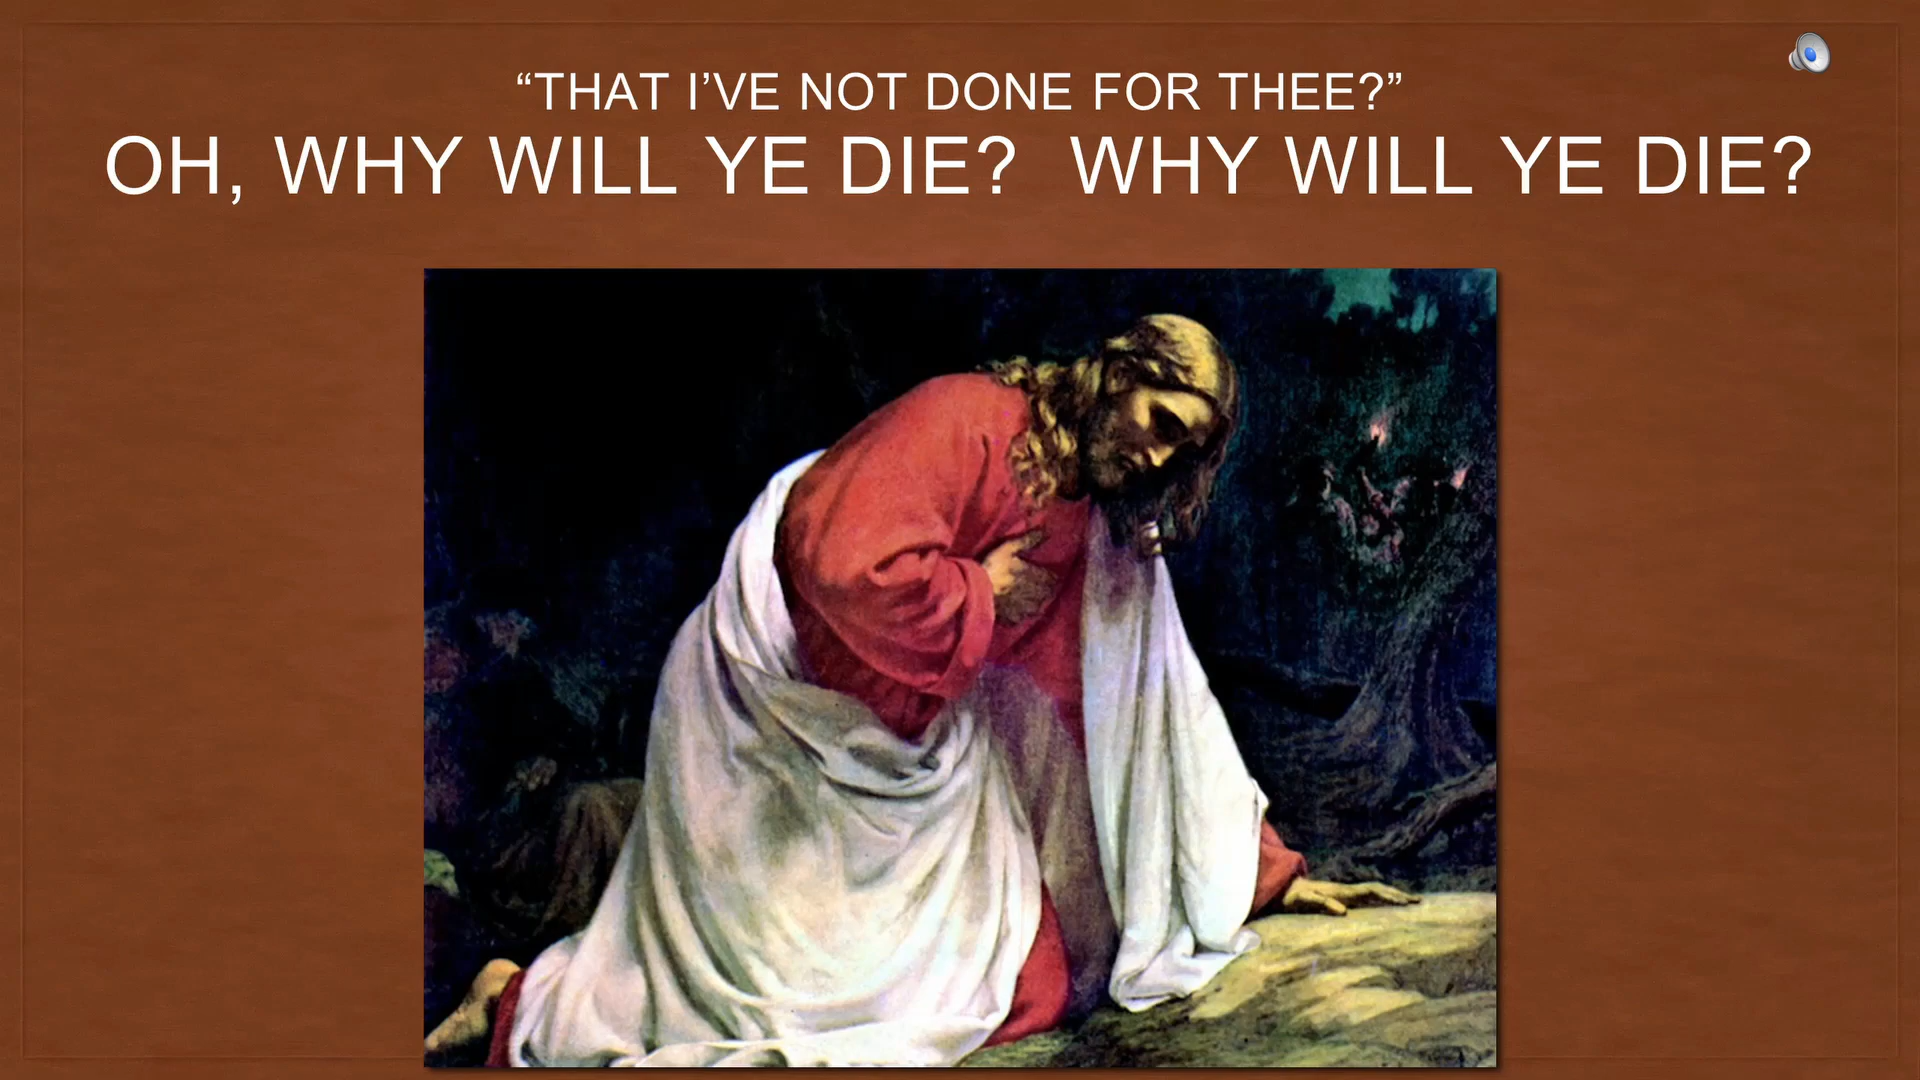 “THAT I’VE NOT DONE FOR THEE?”
OH, WHY WILL YE DIE?  WHY WILL YE DIE?